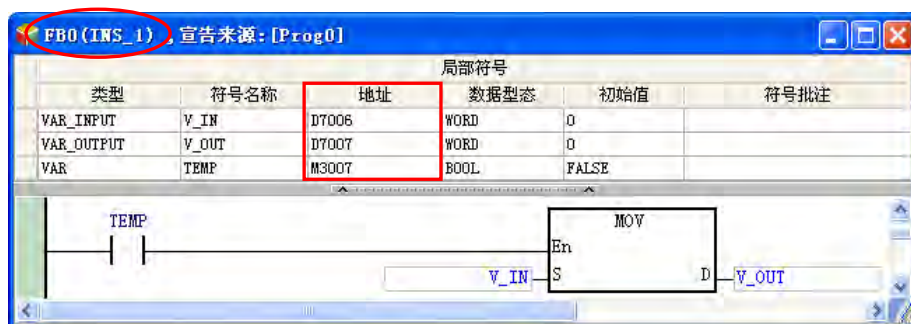 FB0(INS_1) ,宣告来源:[Prog0]
局部符号
类型 符号名称 地址 数据型态 初始值 符号批注
VAR_INPUT V_IN D7006 WORD 0
VAR_OUTPUT V_OUT D7007 WORD 0
VAR TEMP M3007 BOOL FALSE
TEMP MOV
En
V_IN S D V_OUT